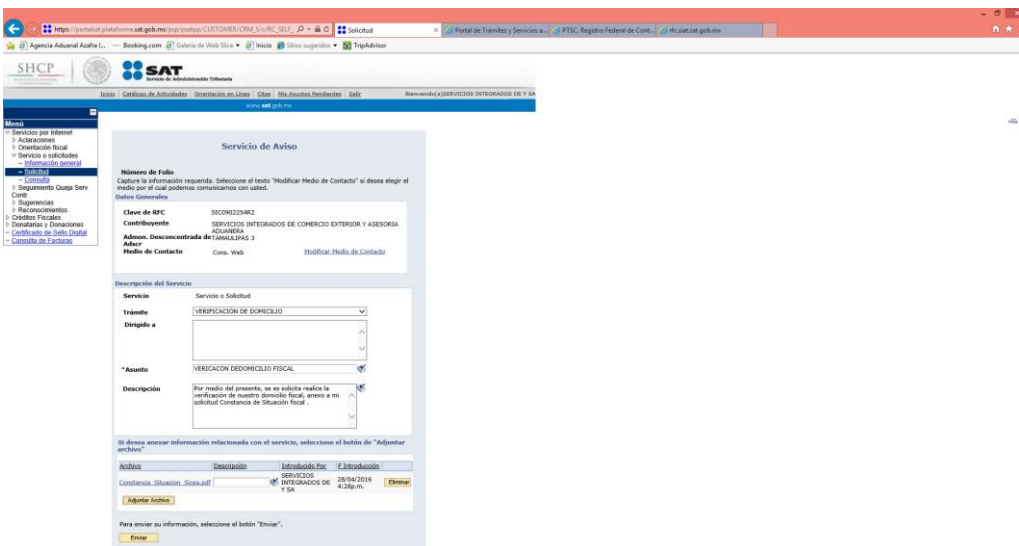 https://portalsat.plataforma.sat.gob.mx/psp/psatpp/CUSTOMER/CRM_S/c/RC_SELF_
Solicitud
Portal de Trámites y Servicios a...
PTSC. Registro Federal de Cont...
rfc.siat.sat.gob.mx
Agencia Aduanal Azafra l...
Booking.com
Galería de Web Slice
Inicio
Sitios sugeridos
TripAdvisor
SHCP
SAT
Servicio de Administración Tributaria
Inicio Catálogo de Actividades Orientación en Línea Citas Mis Asuntos Pendientes Salir Bienvenido(a)SERVICIOS INTEGRADOS DE Y SA
www.sat.gob.mx
Menú
Servicios por Internet
Aclaraciones
Orientación fiscal
Servicio o solicitudes
Información general
Solicitud
Consulta
Seguimiento Queja Serv.
Contr.
Sugerencias
Reconocimientos
Créditos Fiscales
Donatarias y Donaciones
Certificado de Sello Digital
Consulta de Facturas
Servicio de Aviso
Número de Folio
Capture la información requerida. Seleccione el texto "Modificar Medio de Contacto" si desea elegir el
medio por el cual podemos comunicarnos con usted.
Datos Generales
Clave de RFC SIC0902254R2
Contribuyente SERVICIOS INTEGRADOS DE COMERCIO EXTERIOR Y ASESORIA
ADUANERA
Admon. Desconcentrada de TAMAULIPAS 3
Adscr
Medio de Contacto Cons. Web Modificar Medio de Contacto
Descripción del Servicio
Servicio Servicio o Solicitud
Trámite VERIFICACIÓN DE DOMICILIO
Dirigido a
*Asunto VERICACON DEDOMICILIO FISCAL
Descripción Por medio del presente, se es solicita realice la
verificación de nuestro domicilio fiscal, anexo a mi
solicitud Constancia de Situación fiscal .
Si desea anexar información relacionada con el servicio, seleccione el botón de "Adjuntar
archivo"
Archivo Descripción Introducido Por F Introducción
Constancia_Situacion_Sicea.pdf SERVICIOS INTEGRADOS DE Y SA 28/04/2016 4:28p.m. Eliminar
Adjuntar Archivo
Para enviar su información, seleccione el botón "Enviar".
Enviar